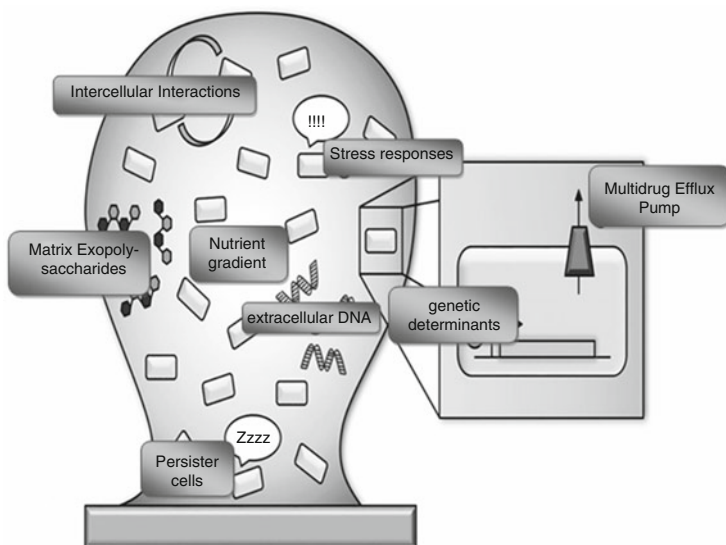 Intercellular Interactions
!!!!
Stress responses
Multidrug Efflux
Pump
Matrix Exopoly-
saccharides
Nutrient
gradient
extracellular DNA
genetic
determinants
Zzzz
Persister
cells